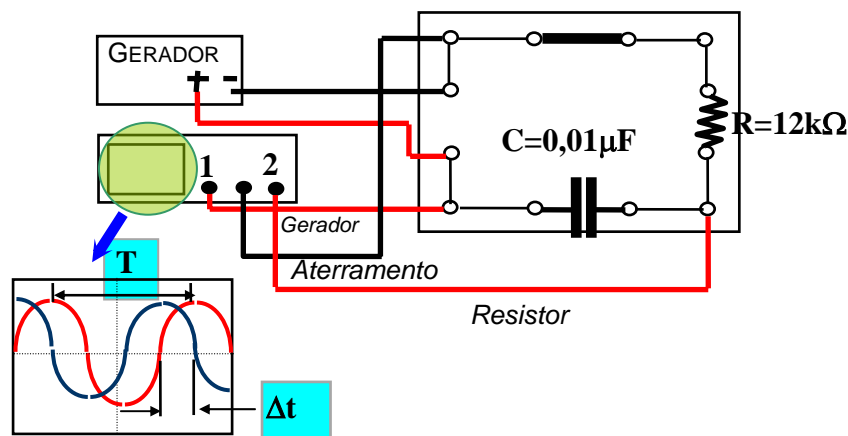 GERADOR
+ -
1 2
C=0,01µF
R=12kΩ
Gerador
Aterramento
Resistor
T
Δt